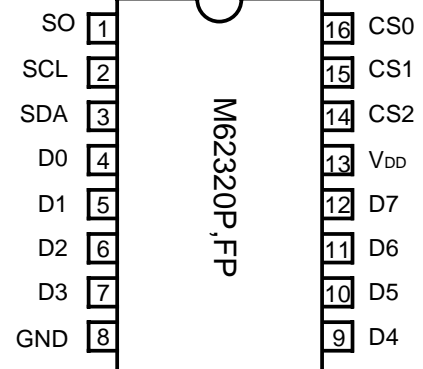 SO 1 16 CS0
SCL 2 15 CS1
SDA 3 14 CS2
D0 4 13 VDD
D1 5 12 D7
D2 6 11 D6
D3 7 10 D5
GND 8 9 D4
M62320P,FP